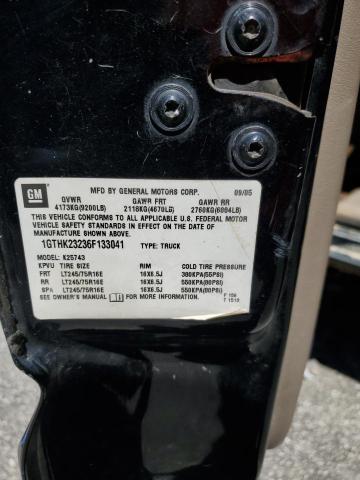 GM
MFD BY GENERAL MOTORS CORP. 09/05
GVWR GAWR FRT GAWR RR
4173KG(9200LB) 2118KG(4670LB) 2760KG(6084LB)
THIS VEHICLE CONFORMS TO ALL APPLICABLE U.S. FEDERAL MOTOR
VEHICLE SAFETY STANDARDS IN EFFECT ON THE DATE OF
MANUFACTURE SHOWN ABOVE.
1GTHK23236F133041 TYPE: TRUCK
MODEL: K25743
KPVU TIRE SIZE RIM COLD TIRE PRESSURE
FRT LT245/75R16E 16X6.5J 380KPA(55PSI)
RR LT245/75R16E 16X6.5J 550KPA(80PSI)
SPA LT245/75R16E 16X6.5J 550KPA(80PSI)
SEE OWNER'S MANUAL FOR MORE INFORMATION.